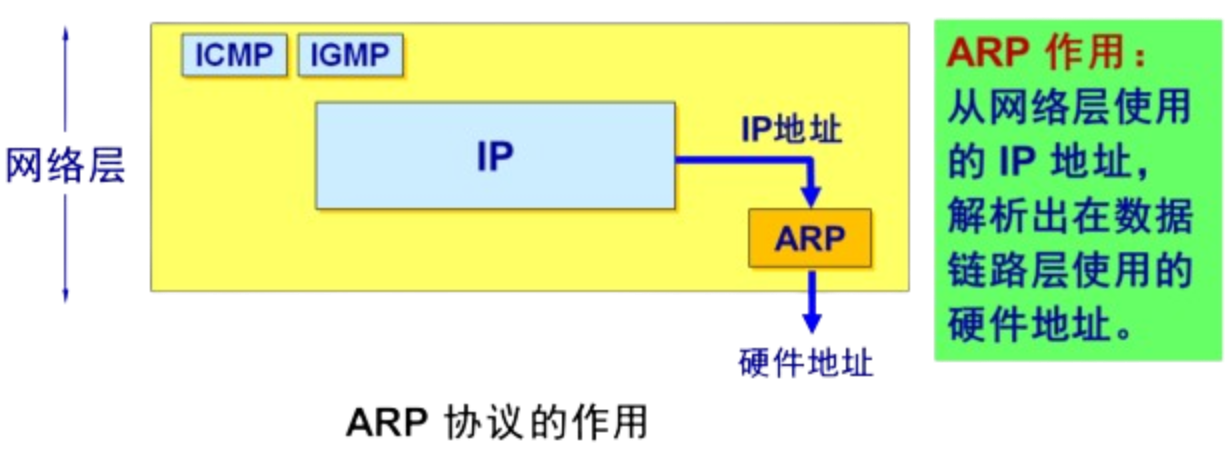 ICMP IGMP
网络层
IP
IP地址
ARP
硬件地址
ARP 协议的作用
ARP 作用：
从网络层使用
的 IP 地址，
解析出在数据
链路层使用的
硬件地址。